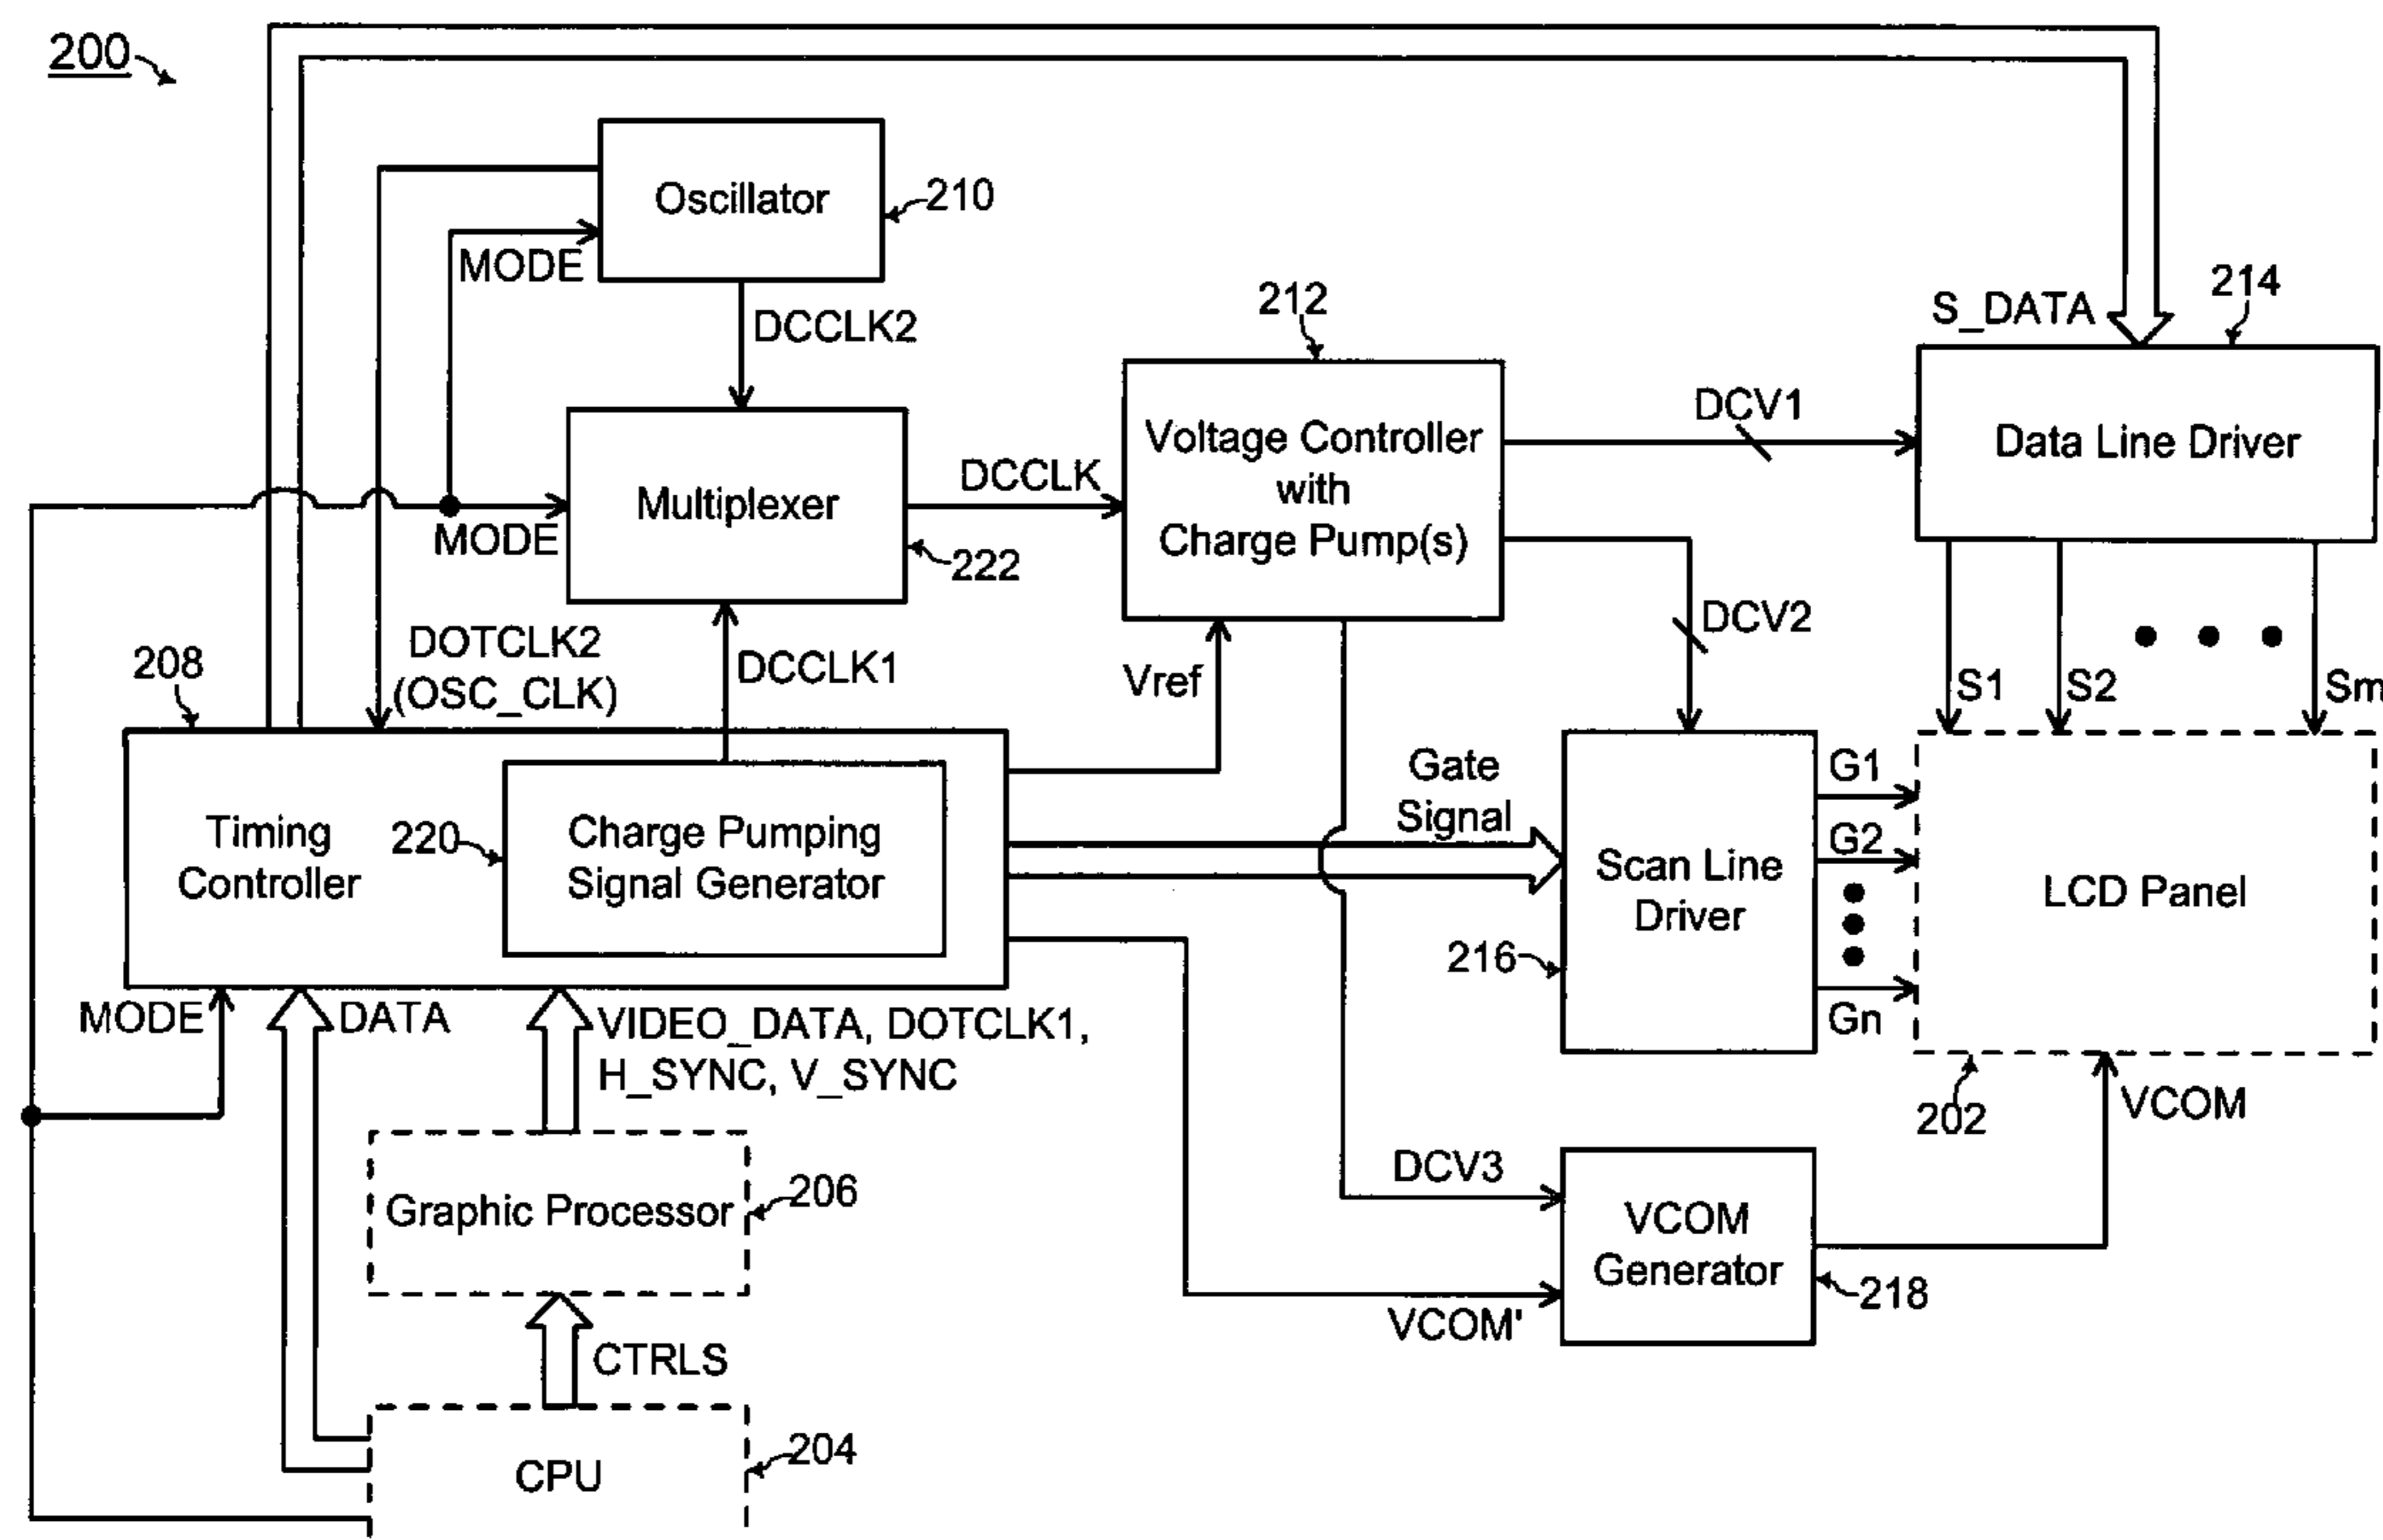 200
Oscillator
210
MODE
DCCLK2
212
S_DATA
214
Multiplexer
MODE
222
DCCLK
Voltage Controller
with
Charge Pump(s)
DCV1
Data Line Driver
DCV2
208
DOTCLK2
(OSC_CLK)
DCCLK1
Vref
S1
S2
Sm
Timing
Controller
220
Charge Pumping
Signal Generator
Gate
Signal
Scan Line
Driver
216
G1
G2
Gn
LCD Panel
202
MODE
DATA
VIDEO_DATA, DOTCLK1,
H_SYNC, V_SYNC
VCOM
Graphic Processor
206
DCV3
VCOM
Generator
218
VCOM'
CTRLS
CPU
204